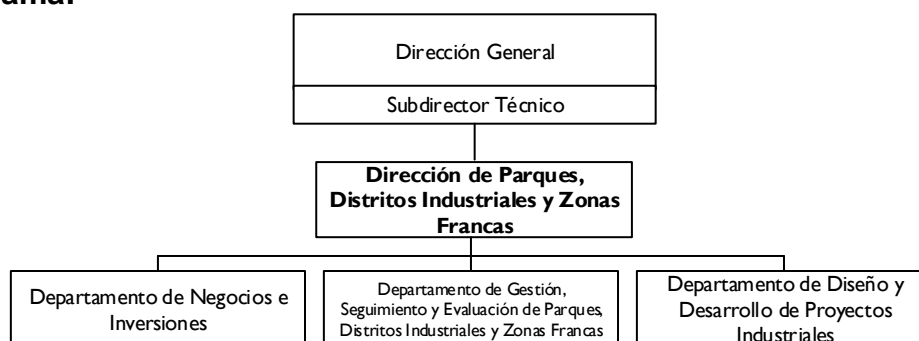 Dirección General
Subdirector Técnico
Dirección de Parques,
Distritos Industriales y Zonas
Francas
Departamento de Negocios e
Inversiones
Departamento de Gestión,
Seguimiento y Evaluación de Parques,
Distritos Industriales y Zonas Francas
Departamento de Diseño y
Desarrollo de Proyectos
Industriales